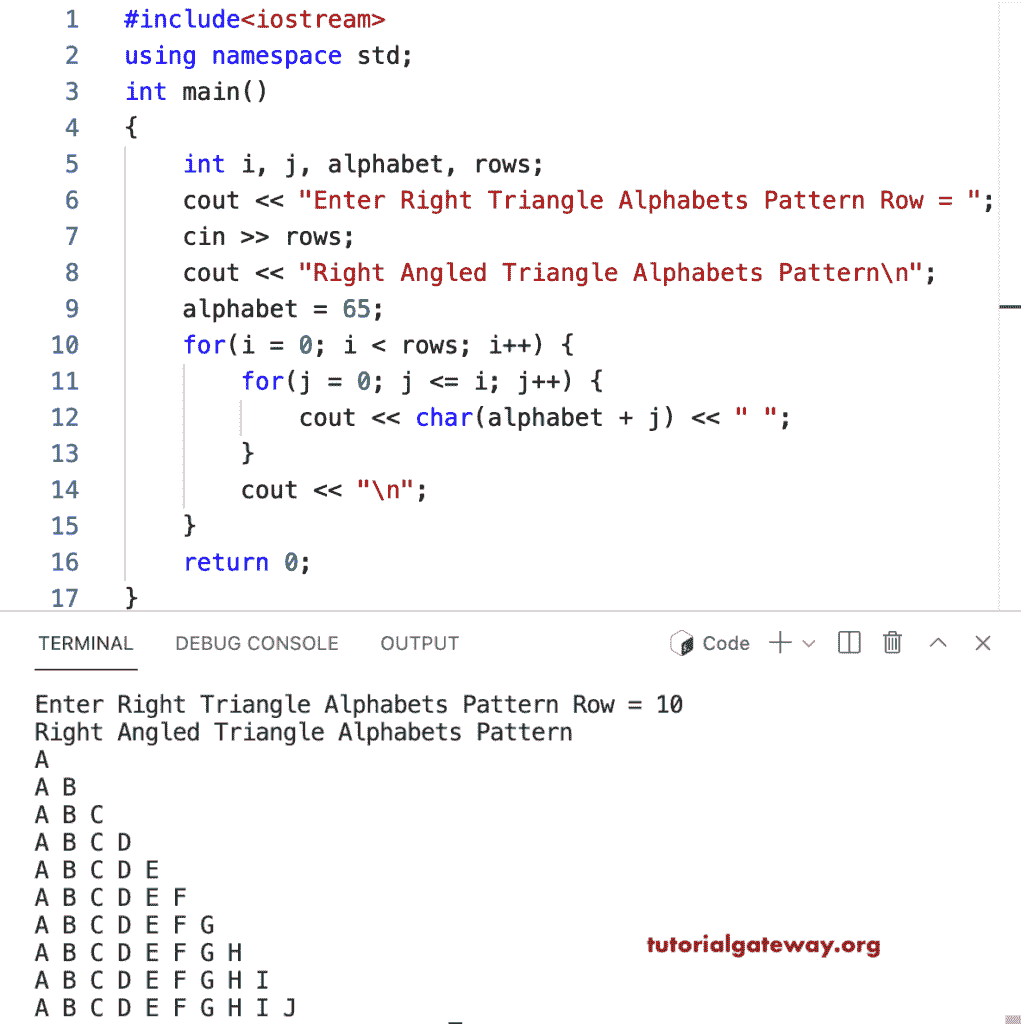 1 #include<iostream>
2 using namespace std;
3 int main()
4 {
5     int i, j, alphabet, rows;
6     cout << "Enter Right Triangle Alphabets Pattern Row = ";
7     cin >> rows;
8     cout << "Right Angled Triangle Alphabets Pattern\n";
9     alphabet = 65;
10     for(i = 0; i < rows; i++) {
11         for(j = 0; j <= i; j++) {
12             cout << char(alphabet + j) << " ";
13         }
14         cout << "\n";
15     }
16     return 0;
17 }
TERMINAL DEBUG CONSOLE OUTPUT Code
Enter Right Triangle Alphabets Pattern Row = 10
Right Angled Triangle Alphabets Pattern
A
A B
A B C
A B C D
A B C D E
A B C D E F
A B C D E F G
A B C D E F G H
A B C D E F G H I
A B C D E F G H I J
tutorialgateway.org